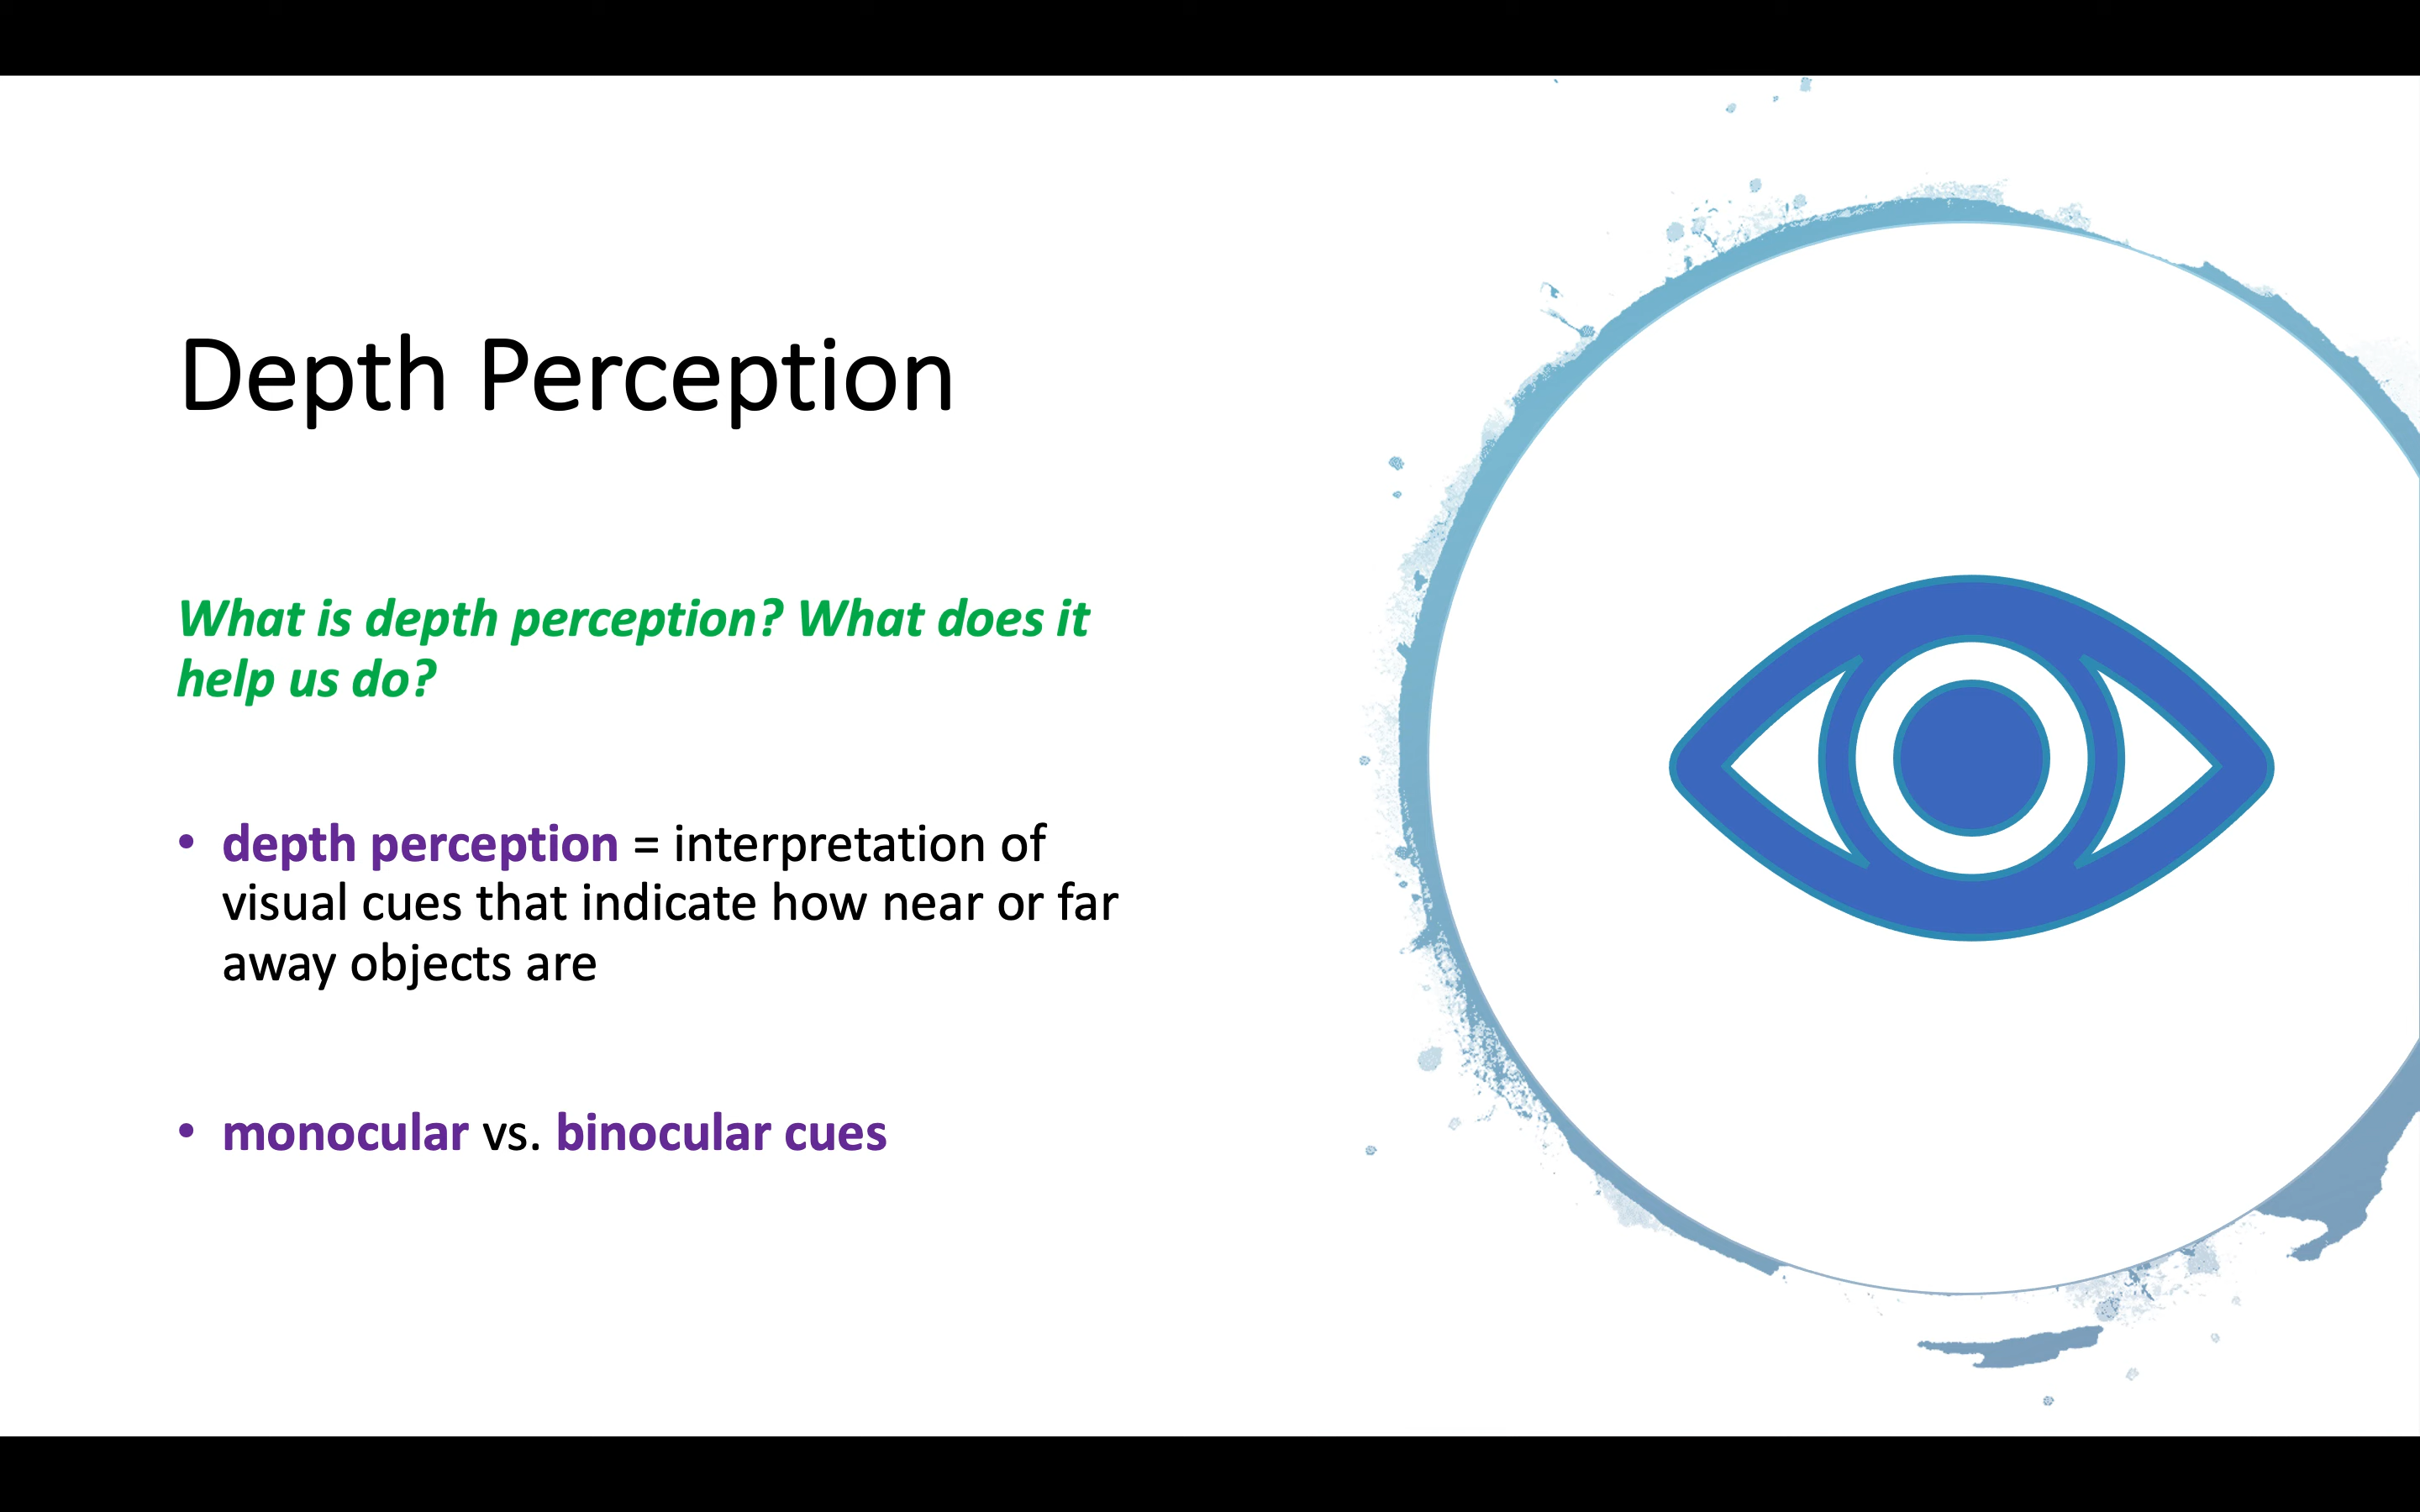 Depth Perception
What is depth perception? What does it
help us do?
• depth perception = interpretation of
visual cues that indicate how near or far
away objects are
• monocular vs. binocular cues